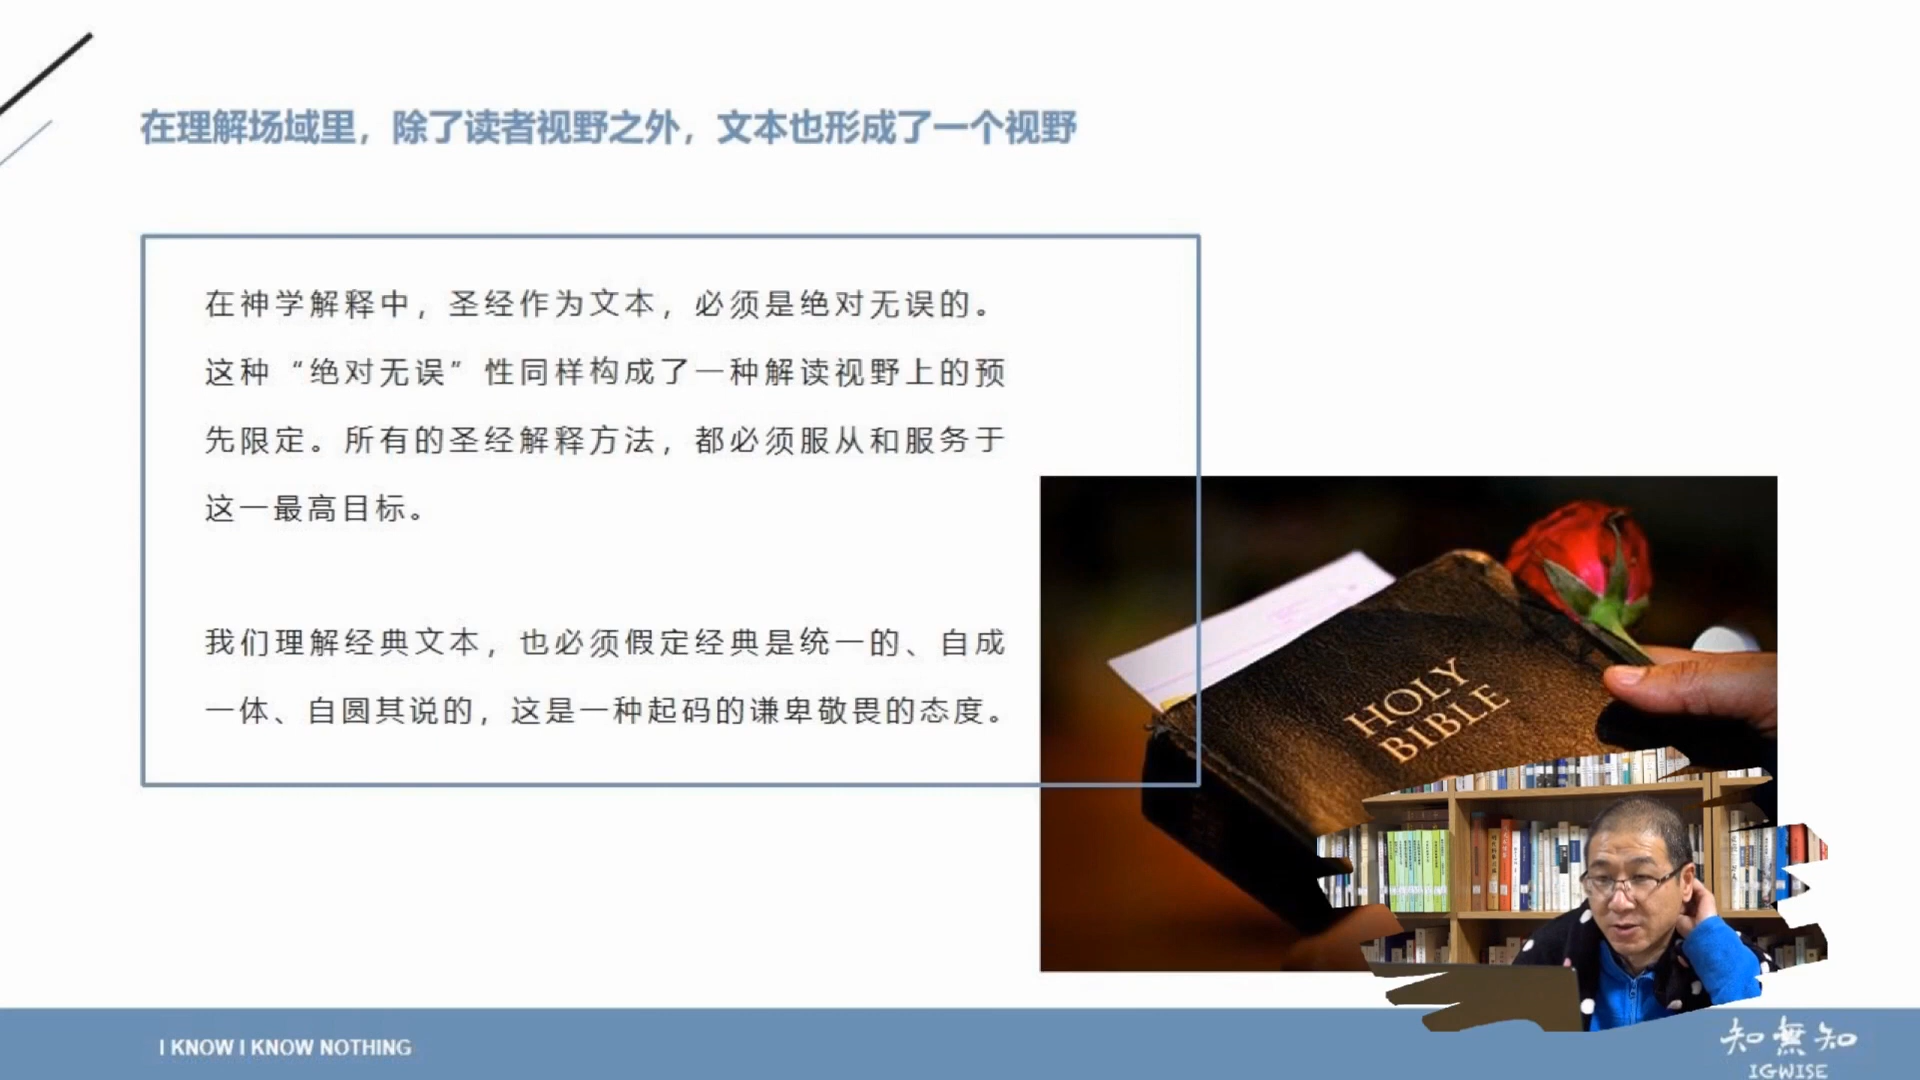 在理解场域里，除了读者视野之外，文本也形成了一个视野
在神学解释中，圣经作为文本，必须是绝对无误的。
这种“绝对无误”性同样构成了一种解读视野上的预
先限定。所有的圣经解释方法，都必须服从和服务于
这一最高目标。
我们理解经典文本，也必须假定经典是统一的、自成
一体、自圆其说的，这是一种起码的谦卑敬畏的态度。
HOLY
BIBLE
I KNOW I KNOW NOTHING
知無知
IGWISE